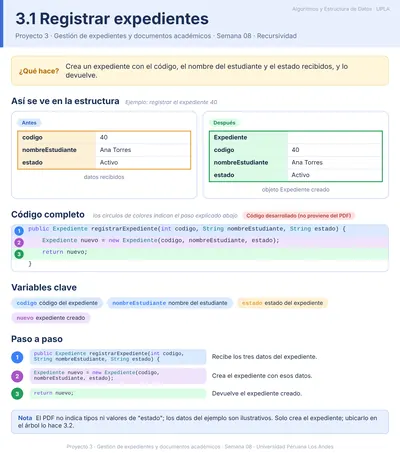 Algoritmos y Estructura de Datos · UPLA
3.1 Registrar expedientes
Proyecto 3 · Gestión de expedientes y documentos académicos · Semana 08 · Recursividad
¿Qué hace?
Crea un expediente con el código, el nombre del estudiante y el estado recibidos, y lo
devuelve.
Así se ve en la estructura Ejemplo: registrar el expediente 40
Antes
codigo 40
nombreEstudiante Ana Torres
estado Activo
datos recibidos
Después
Expediente
codigo 40
nombreEstudiante Ana Torres
estado Activo
objeto Expediente creado
Código completo los círculos de colores indican el paso explicado abajo Código desarrollado (no proviene del PDF)
1 public Expediente registrarExpediente(int codigo, String nombreEstudiante, String estado) {
2 Expediente nuevo = new Expediente(codigo, nombreEstudiante, estado);
3 return nuevo;
}
Variables clave
codigo código del expediente
nombreEstudiante nombre del estudiante
estado estado del expediente
nuevo expediente creado
Paso a paso
1 public Expediente registrarExpediente(int codigo,
String nombreEstudiante, String estado) {
Recibe los tres datos del expediente.
2 Expediente nuevo = new Expediente(codigo,
nombreEstudiante, estado);
Crea el expediente con esos datos.
3 return nuevo;
Devuelve el expediente creado.
Nota El PDF no indica tipos ni valores de "estado"; los datos del ejemplo son ilustrativos. Solo crea el expediente; ubicarlo en
el árbol lo hace 3.2.
Proyecto 3 · Gestión de expedientes y documentos académicos · Semana 08 · Universidad Peruana Los Andes